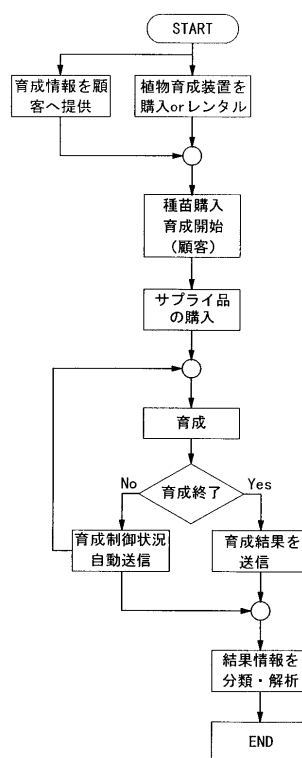 START
育成情報を顧
客へ提供
植物育成装置を
購入orレンタル
種苗購入
育成開始
(顧客)
サプライ品
の購入
育成
育成終了
No
Yes
育成制御状況
自動送信
育成結果を
送信
結果情報を
分類・解析
END